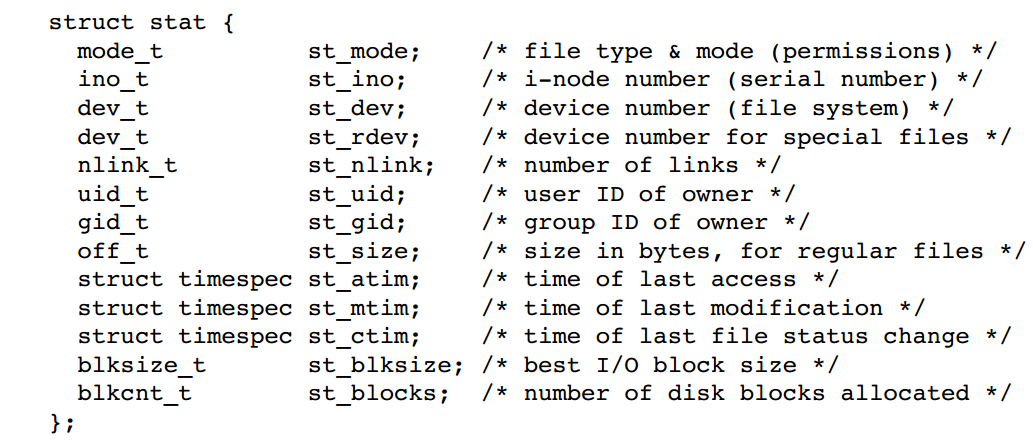 struct stat {
  mode_t          st_mode;    /* file type & mode (permissions) */
  ino_t           st_ino;     /* i-node number (serial number) */
  dev_t           st_dev;     /* device number (file system) */
  dev_t           st_rdev;    /* device number for special files */
  nlink_t         st_nlink;   /* number of links */
  uid_t           st_uid;     /* user ID of owner */
  gid_t           st_gid;     /* group ID of owner */
  off_t           st_size;    /* size in bytes, for regular files */
  struct timespec st_atim;    /* time of last access */
  struct timespec st_mtim;    /* time of last modification */
  struct timespec st_ctim;    /* time of last file status change */
  blksize_t       st_blksize; /* best I/O block size */
  blkcnt_t        st_blocks;  /* number of disk blocks allocated */
};